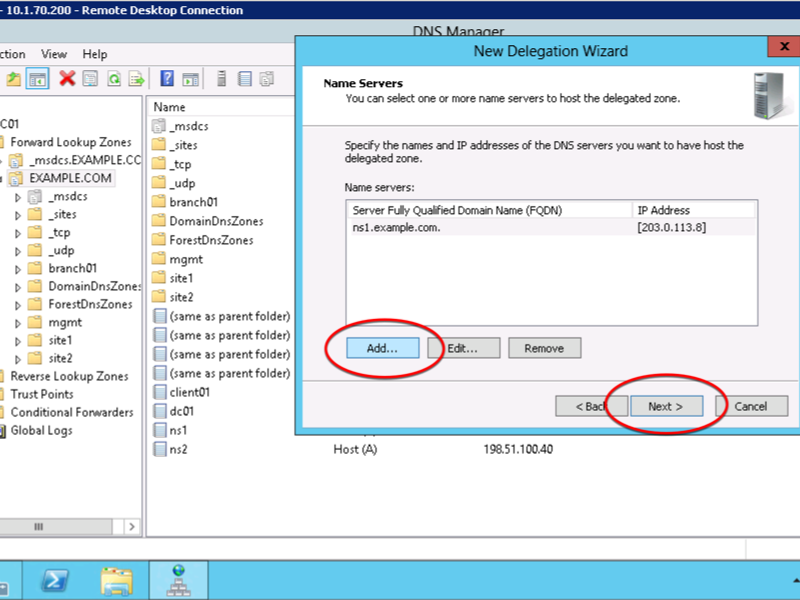 - 10.1.70.200 - Remote Desktop Connection
DNS Manager
ction View Help
C01
Forward Lookup Zones
_msdcs.EXAMPLE.CC
EXAMPLE.COM
_msdcs
_sites
_tcp
_udp
branch01
DomainDnsZones
ForestDnsZones
mgmt
site1
site2
Reverse Lookup Zones
Trust Points
Conditional Forwarders
Global Logs
Name
_msdcs
_sites
_tcp
_udp
branch01
DomainDnsZones
ForestDnsZones
mgmt
site1
site2
(same as parent folder)
(same as parent folder)
(same as parent folder)
(same as parent folder)
client01
dc01
ns1
ns2 Host (A) 198.51.100.40
New Delegation Wizard
x
Name Servers
You can select one or more name servers to host the delegated zone.
Specify the names and IP addresses of the DNS servers you want to have host the
delegated zone.
Name servers:
Server Fully Qualified Domain Name (FQDN) IP Address
ns1.example.com. [203.0.113.8]
Add... Edit... Remove
< Back Next > Cancel